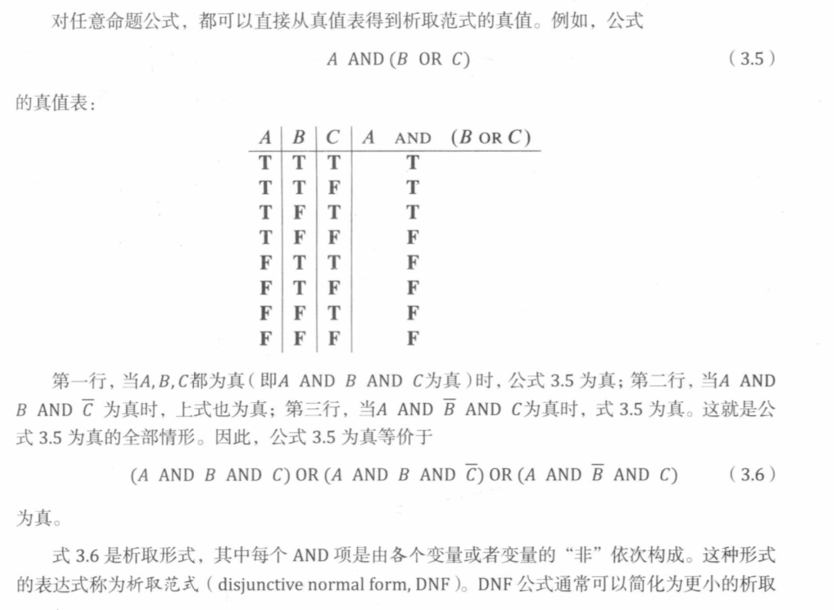 对任意命题公式，都可以直接从真值表得到析取范式的真值。例如，公式
A AND (B OR C) （3.5）
的真值表：
A B C A AND (B OR C)
T T T T
T T F T
T F T T
T F F F
F T T F
F T F F
F F T F
F F F F
第一行，当A,B,C都为真（即A AND B AND C为真）时，公式 3.5 为真；第二行，当A AND
B AND C̅ 为真时，上式也为真；第三行，当A AND B̅ AND C为真时，式 3.5 为真。这就是公
式 3.5 为真的全部情形。因此，公式 3.5 为真等价于
(A AND B AND C) OR (A AND B AND C̅) OR (A AND B̅ AND C) （3.6）
为真。
式 3.6 是析取形式，其中每个 AND 项是由各个变量或者变量的“非”依次构成。这种形式
的表达式称为析取范式（disjunctive normal form, DNF）。DNF 公式通常可以简化为更小的析取